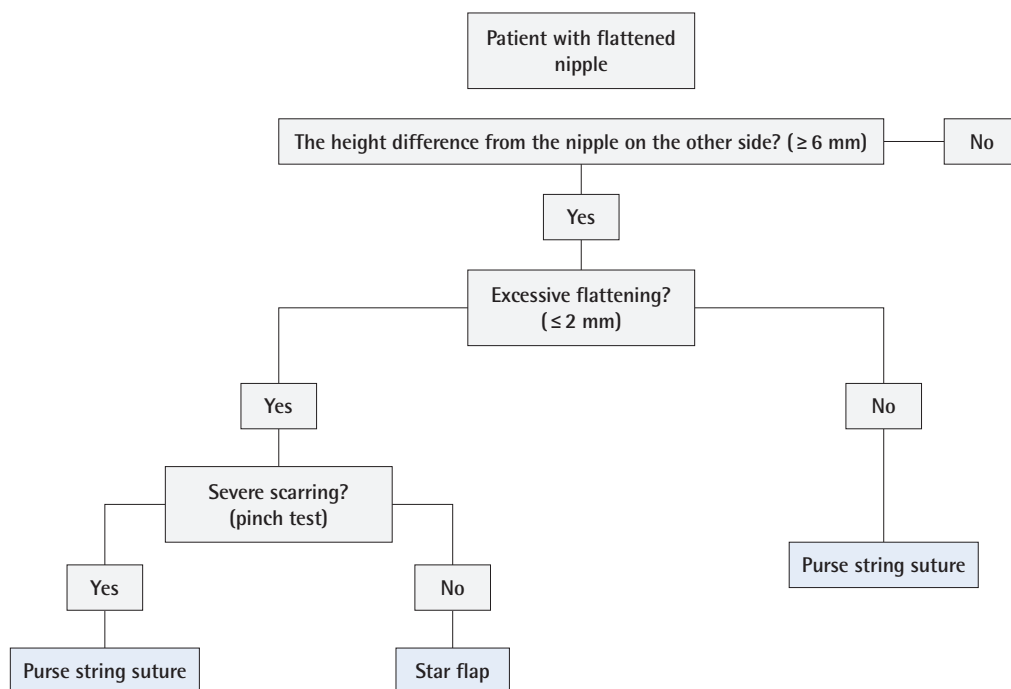 Patient with flattened
nipple
The height difference from the nipple on the other side? (≥ 6 mm)
No
Yes
Excessive flattening?
(≤ 2 mm)
Yes
No
Severe scarring?
(pinch test)
Purse string suture
Yes
No
Purse string suture
Star flap